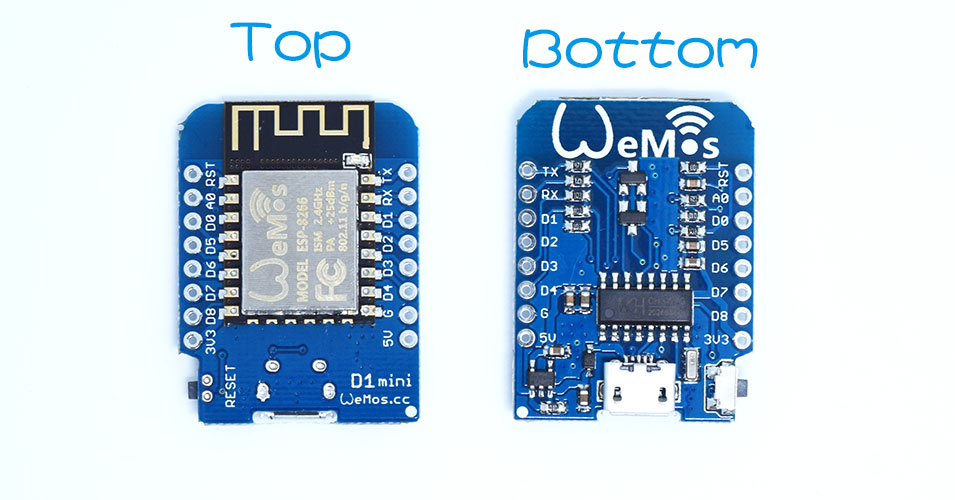 Top
Bottom
RST
A0
D0
D5
D6
D7
D8
3V3
TX
RX
D1
D2
D3
D4
G
5V
WeMos
MODEL ESP-8266
ISM 2.4GHz
PA +25dBm
802.11 b/g/n
FC
RESET
D1 mini
WeMos.cc
WeMos
TX
RX
D1
D2
D3
D4
G
5V
RST
A0
D0
D5
D6
D7
D8
3V3